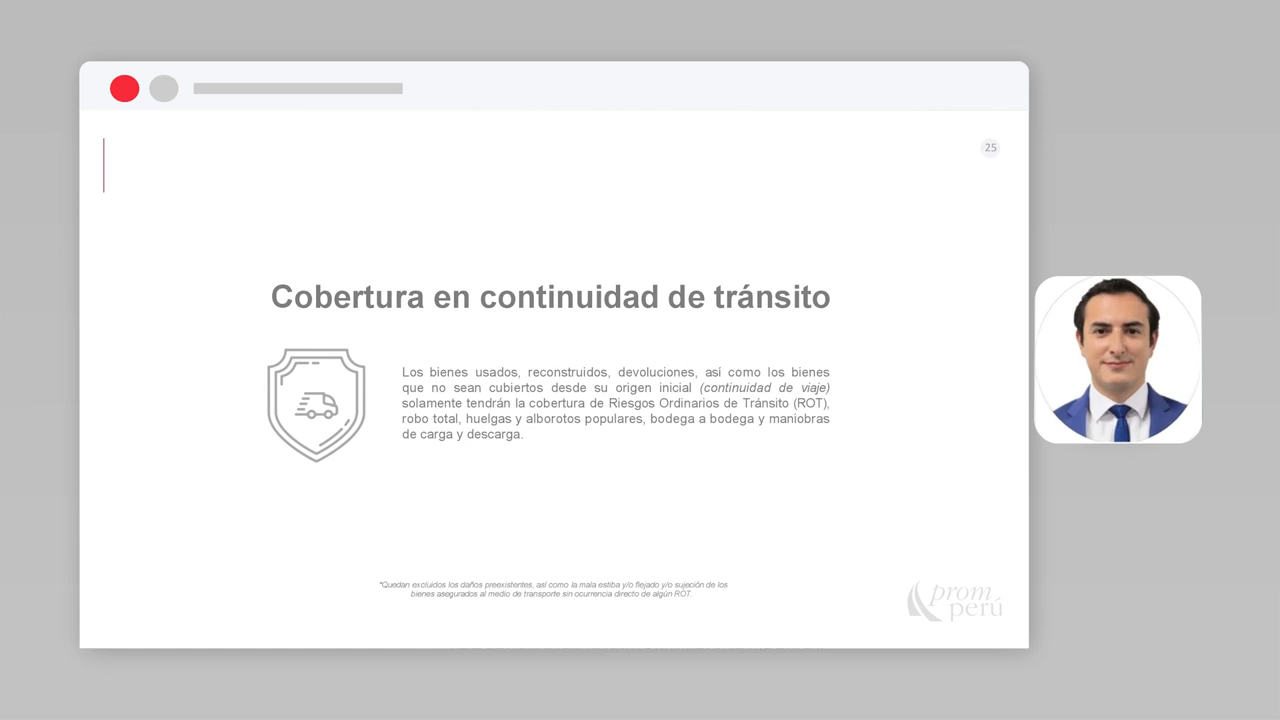 25
Cobertura en continuidad de tránsito
Los bienes usados, reconstruidos, devoluciones, así como los bienes
que no sean cubiertos desde su origen inicial (continuidad de viaje)
solamente tendrán la cobertura de Riesgos Ordinarios de Tránsito (ROT),
robo total, huelgas y alborotos populares, bodega a bodega y maniobras
de carga y descarga.
*Quedan excluidos los daños preexistentes, así como la mala estiba y/o flejado y/o sujeción de los
bienes asegurados al medio de transporte sin ocurrencia directo de algún ROT.
prom
perú